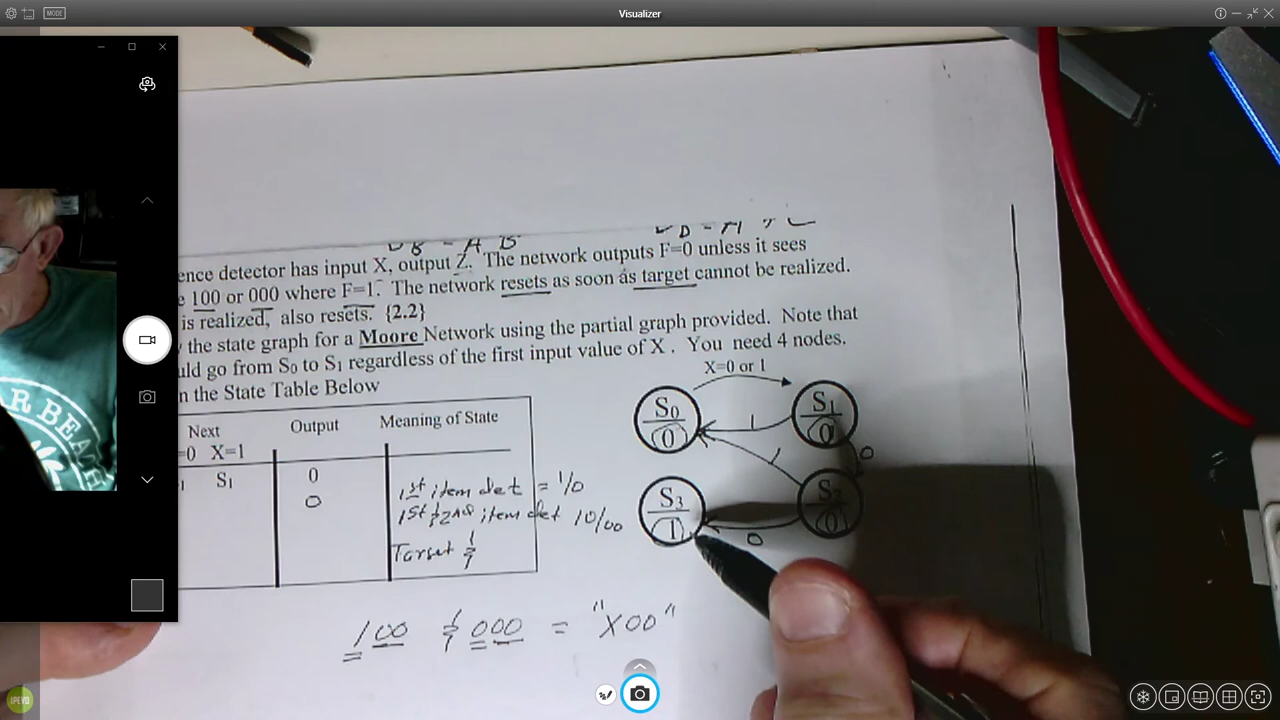 MODE
Visualizer
ence detector has input X, output Z. The network outputs F=0 unless it sees
e 100 or 000 where F=1. The network resets as soon as target cannot be realized.
is realized, also resets. {2.2}
the state graph for a Moore Network using the partial graph provided. Note that
uld go from S0 to S1 regardless of the first input value of X. You need 4 nodes.
n the State Table Below
X=0 or 1
Next
=0 X=1
Output
Meaning of State
S0
0
S1
0
1
1
0
1 S1
0
1st item det = 1/0
0
1st & 2nd item det 10/00
Target
S3
1
S2
0
0
100 & 000 = "X00"
IPEVO